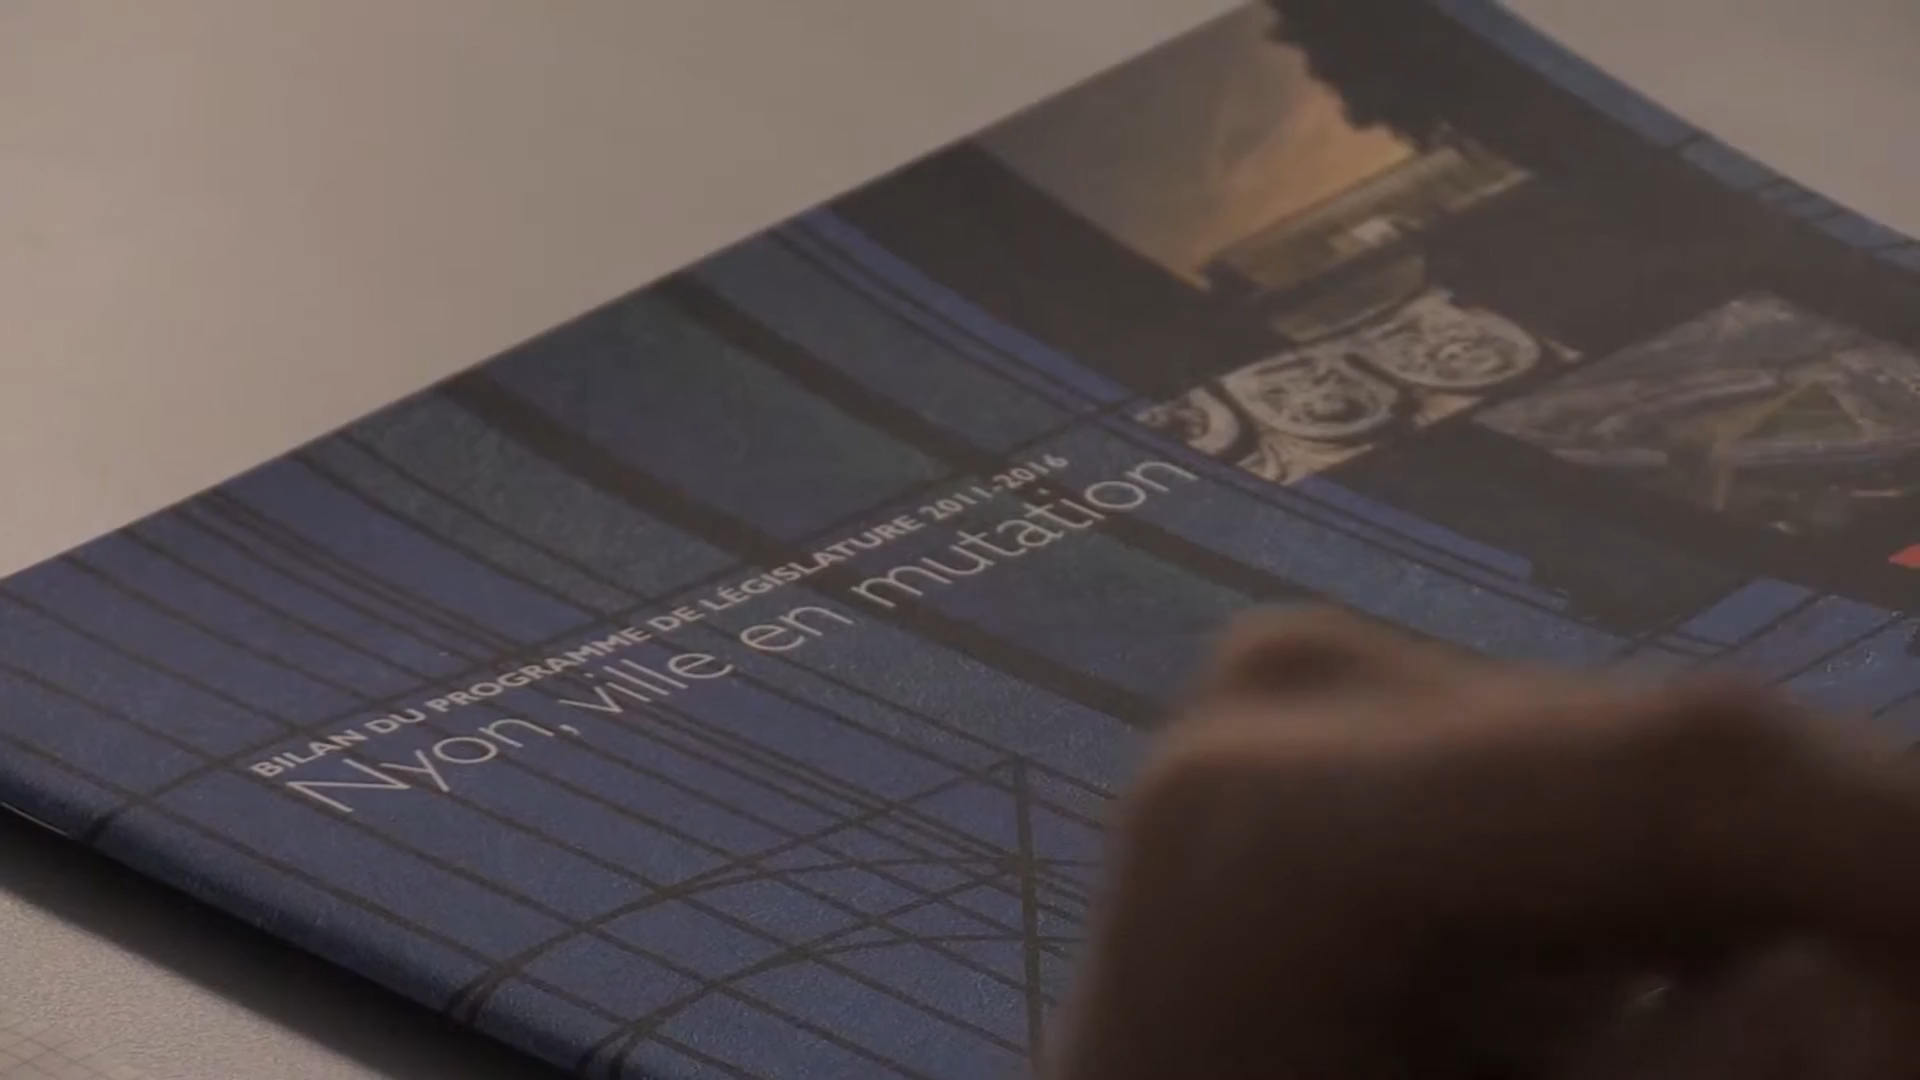 BILAN DU PROGRAMME DE LÉGISLATURE 2011-2016
Nyon, ville en mutation